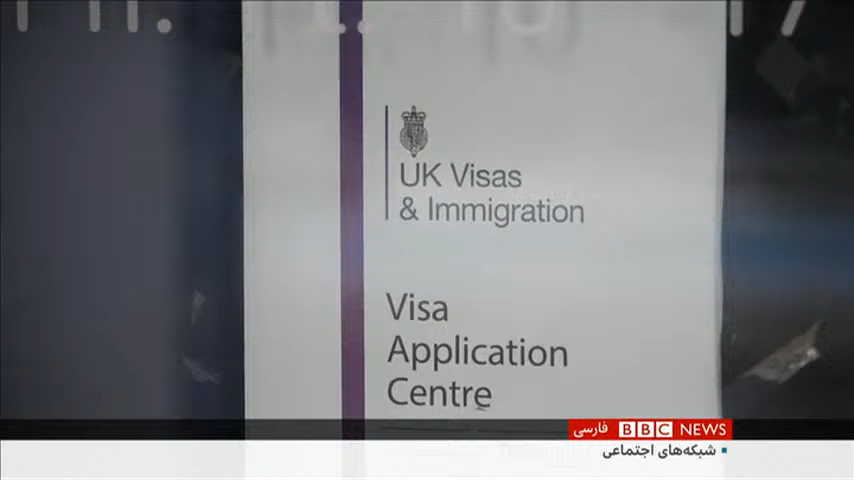 UK Visas
& Immigration
Visa
Application
Centre
BBC NEWS فارسی
شبکه‌های اجتماعی